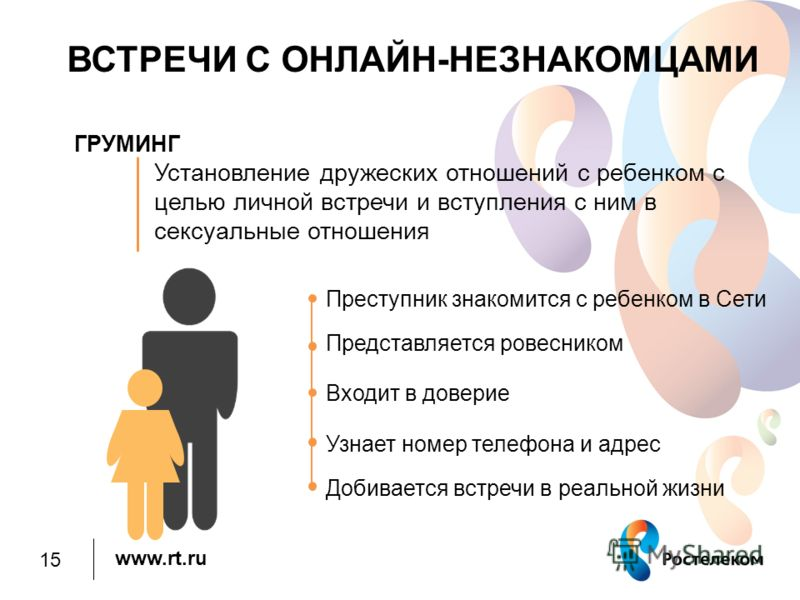 ВСТРЕЧИ С ОНЛАЙН-НЕЗНАКОМЦАМИ
ГРУМИНГ
Установление дружеских отношений с ребенком с
целью личной встречи и вступления с ним в
сексуальные отношения
Преступник знакомится с ребенком в Сети
Представляется ровесником
Входит в доверие
Узнает номер телефона и адрес
Добивается встречи в реальной жизни
15
www.rt.ru
MyShared
Ростелеком